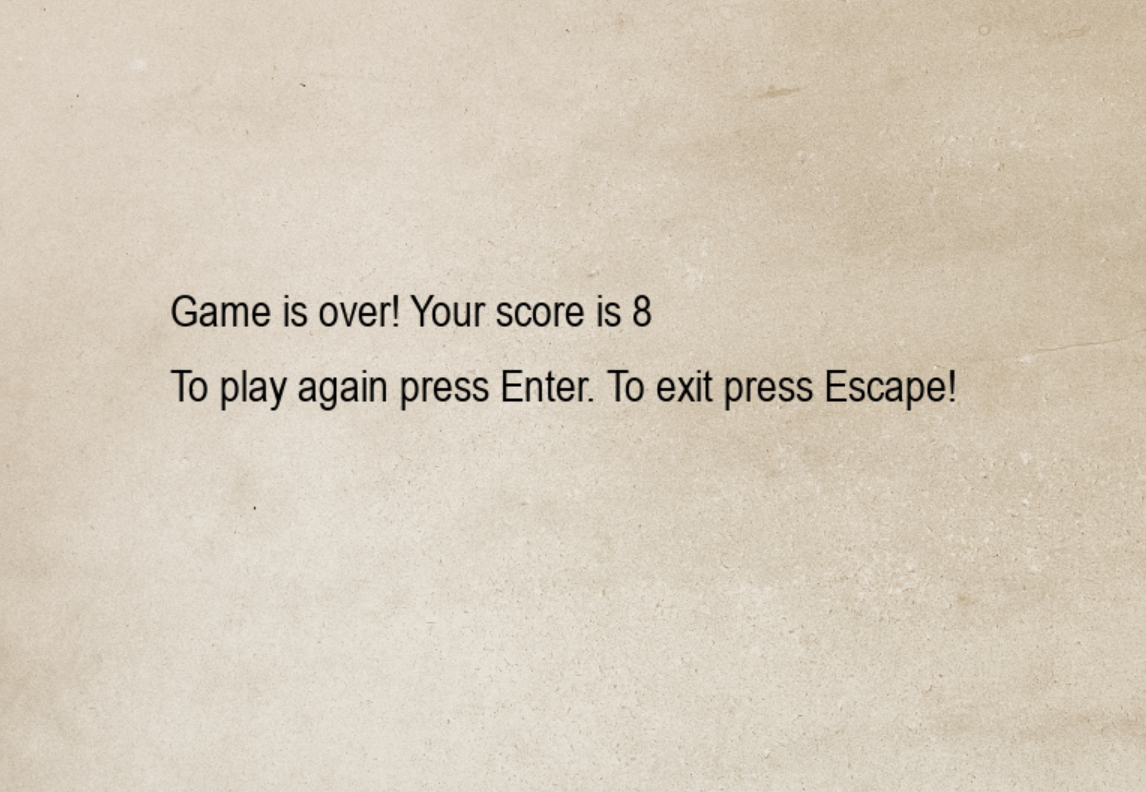 Game is over! Your score is 8
To play again press Enter. To exit press Escape!